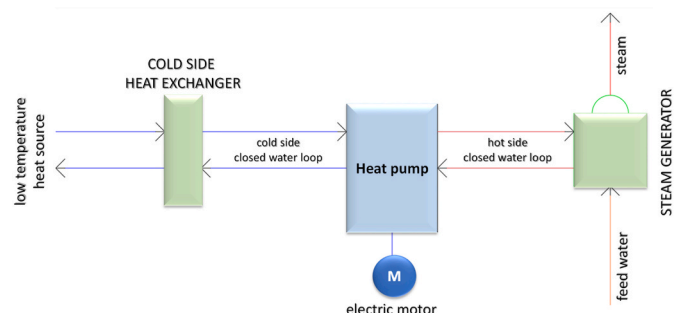 COLD SIDE
HEAT EXCHANGER
low temperature
heat source
cold side
closed water loop
Heat pump
hot side
closed water loop
steam
STEAM GENERATOR
feed water
M
electric motor